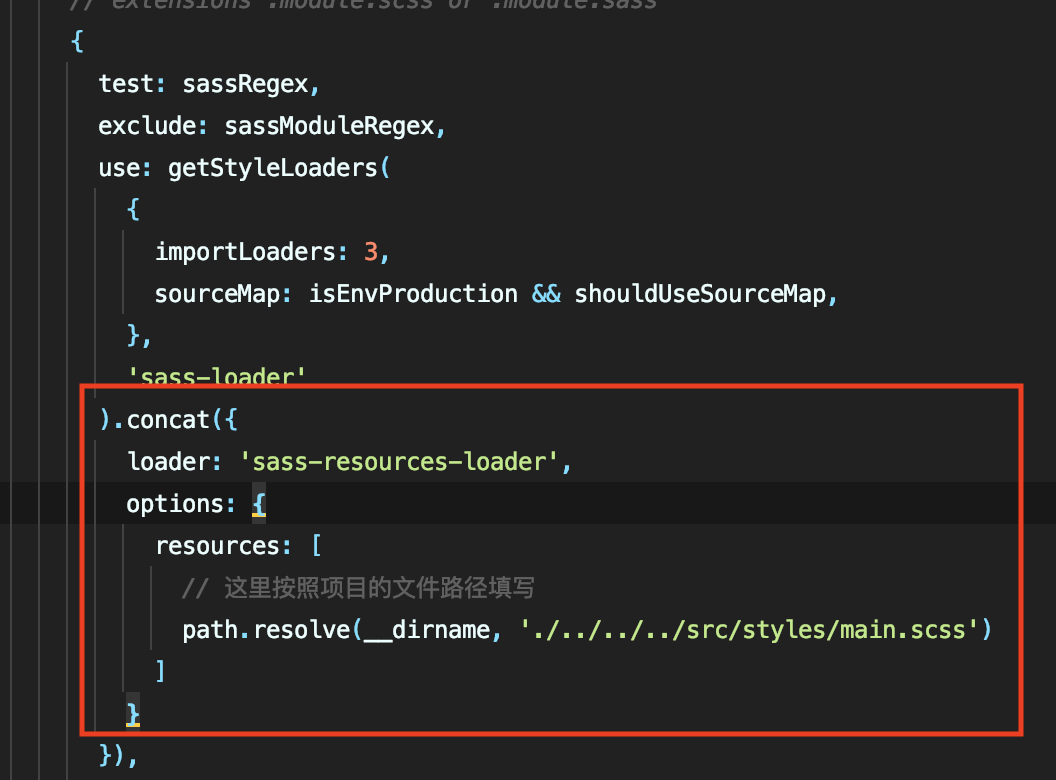 // extensions .module.scss or .module.sass
{
test: sassRegex,
exclude: sassModuleRegex,
use: getStyleLoaders(
{
importLoaders: 3,
sourceMap: isEnvProduction && shouldUseSourceMap,
},
'sass-loader'
).concat({
loader: 'sass-resources-loader',
options: {
resources: [
// 这里按照项目的文件路径填写
path.resolve(__dirname, './../../../src/styles/main.scss')
]
}
}),